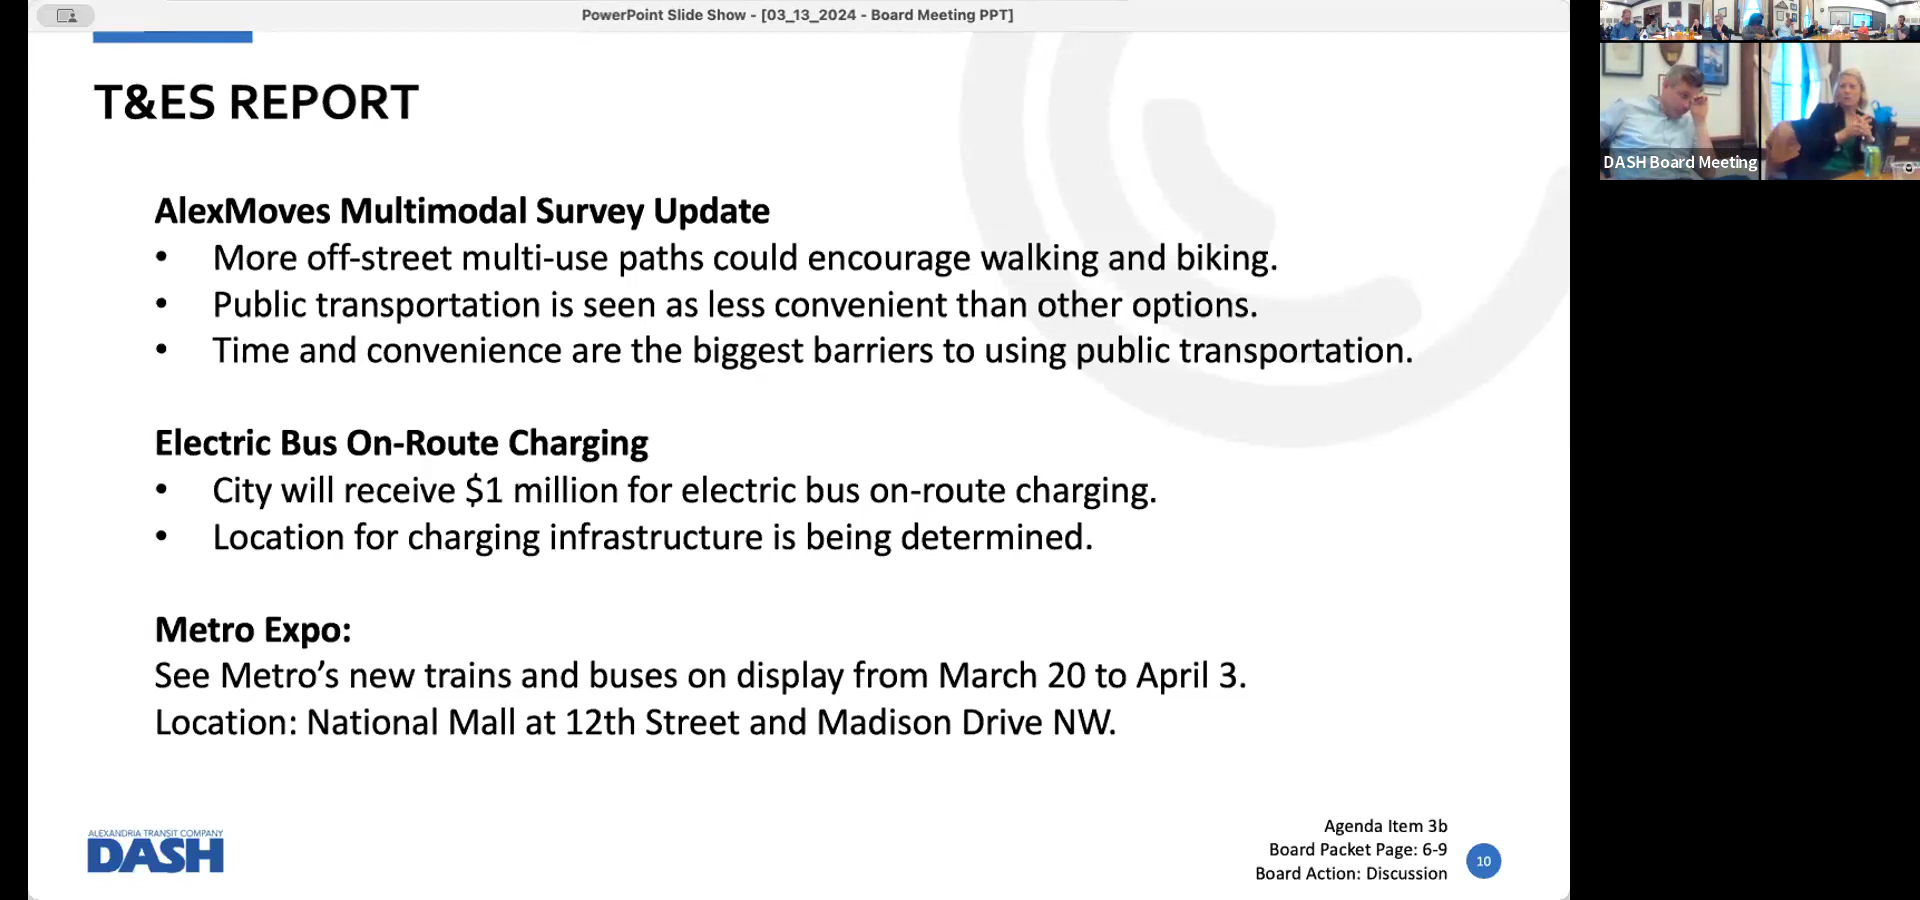 PowerPoint Slide Show - [03_13_2024 - Board Meeting PPT]
T&ES REPORT
AlexMoves Multimodal Survey Update
• More off-street multi-use paths could encourage walking and biking.
• Public transportation is seen as less convenient than other options.
• Time and convenience are the biggest barriers to using public transportation.
Electric Bus On-Route Charging
• City will receive $1 million for electric bus on-route charging.
• Location for charging infrastructure is being determined.
Metro Expo:
See Metro’s new trains and buses on display from March 20 to April 3.
Location: National Mall at 12th Street and Madison Drive NW.
ALEXANDRIA TRANSIT COMPANY
DASH
Agenda Item 3b
Board Packet Page: 6-9
Board Action: Discussion
10
DASH Board Meeting